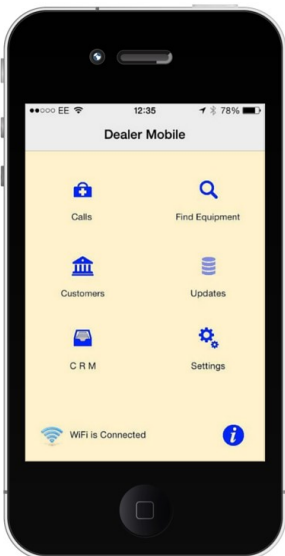 ●●○○○ EE 12:35 78%
Dealer Mobile
Calls Find Equipment
Customers Updates
C R M Settings
WiFi is Connected i